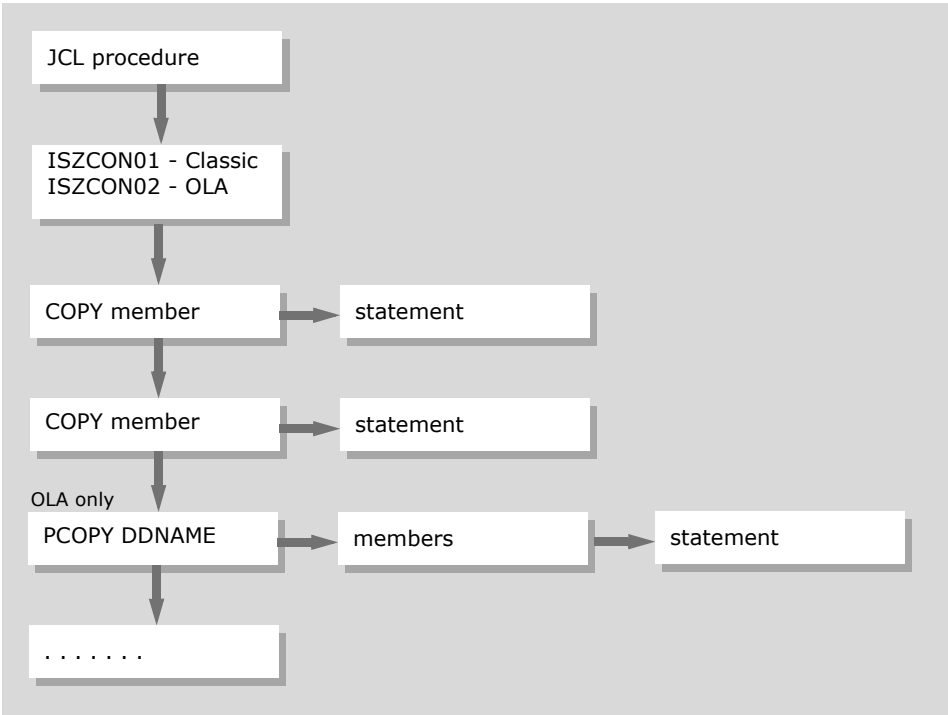 JCL procedure
ISZCON01 - Classic
ISZCON02 - OLA
COPY member
statement
COPY member
statement
OLA only
PCOPY DDNAME
members
statement
. . . . . . .